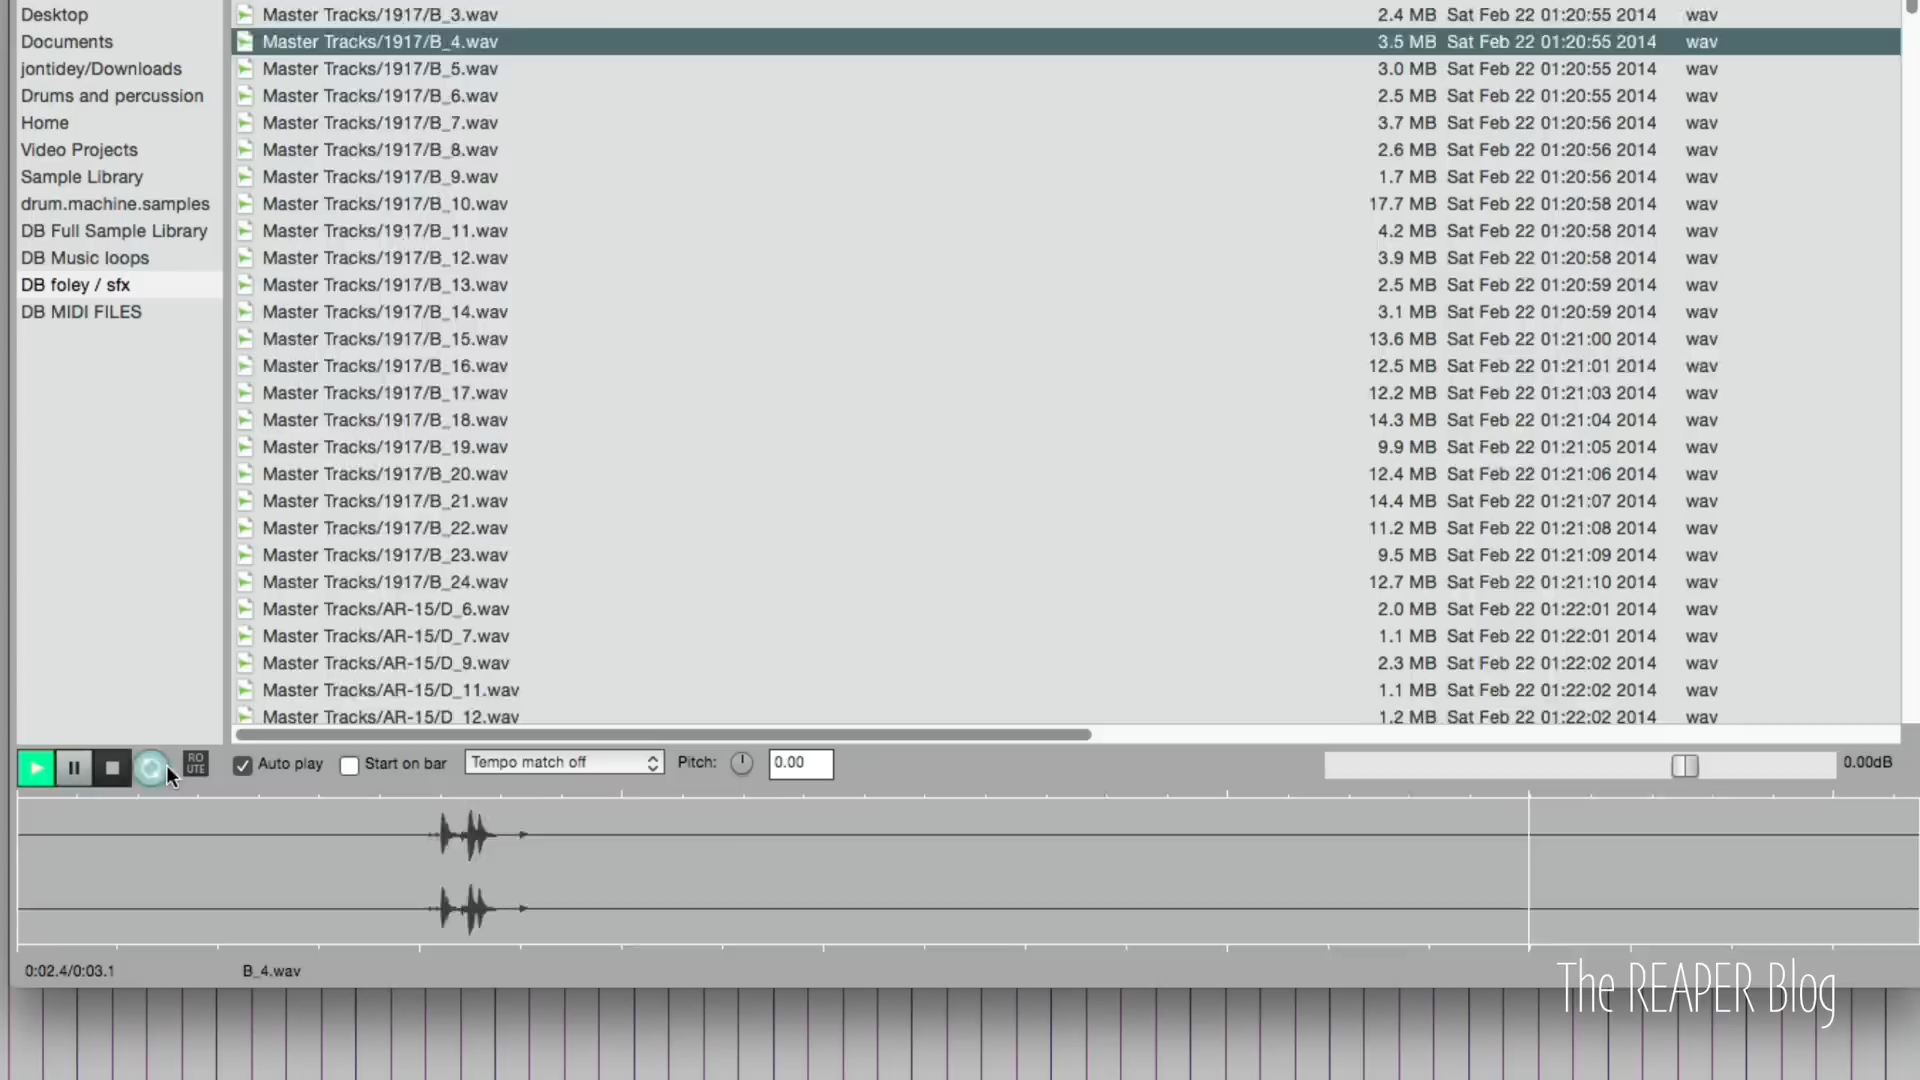 Desktop
Documents
jontidey/Downloads
Drums and percussion
Home
Video Projects
Sample Library
drum.machine.samples
DB Full Sample Library
DB Music loops
DB foley / sfx
DB MIDI FILES
Master Tracks/1917/B_3.wav 2.4 MB Sat Feb 22 01:20:55 2014 wav
Master Tracks/1917/B_4.wav 3.5 MB Sat Feb 22 01:20:55 2014 wav
Master Tracks/1917/B_5.wav 3.0 MB Sat Feb 22 01:20:55 2014 wav
Master Tracks/1917/B_6.wav 2.5 MB Sat Feb 22 01:20:55 2014 wav
Master Tracks/1917/B_7.wav 3.7 MB Sat Feb 22 01:20:56 2014 wav
Master Tracks/1917/B_8.wav 2.6 MB Sat Feb 22 01:20:56 2014 wav
Master Tracks/1917/B_9.wav 1.7 MB Sat Feb 22 01:20:56 2014 wav
Master Tracks/1917/B_10.wav 17.7 MB Sat Feb 22 01:20:58 2014 wav
Master Tracks/1917/B_11.wav 4.2 MB Sat Feb 22 01:20:58 2014 wav
Master Tracks/1917/B_12.wav 3.9 MB Sat Feb 22 01:20:58 2014 wav
Master Tracks/1917/B_13.wav 2.5 MB Sat Feb 22 01:20:59 2014 wav
Master Tracks/1917/B_14.wav 3.1 MB Sat Feb 22 01:20:59 2014 wav
Master Tracks/1917/B_15.wav 13.6 MB Sat Feb 22 01:21:00 2014 wav
Master Tracks/1917/B_16.wav 12.5 MB Sat Feb 22 01:21:01 2014 wav
Master Tracks/1917/B_17.wav 12.2 MB Sat Feb 22 01:21:03 2014 wav
Master Tracks/1917/B_18.wav 14.3 MB Sat Feb 22 01:21:04 2014 wav
Master Tracks/1917/B_19.wav 9.9 MB Sat Feb 22 01:21:05 2014 wav
Master Tracks/1917/B_20.wav 12.4 MB Sat Feb 22 01:21:06 2014 wav
Master Tracks/1917/B_21.wav 14.4 MB Sat Feb 22 01:21:07 2014 wav
Master Tracks/1917/B_22.wav 11.2 MB Sat Feb 22 01:21:08 2014 wav
Master Tracks/1917/B_23.wav 9.5 MB Sat Feb 22 01:21:09 2014 wav
Master Tracks/1917/B_24.wav 12.7 MB Sat Feb 22 01:21:10 2014 wav
Master Tracks/AR-15/D_6.wav 2.0 MB Sat Feb 22 01:22:01 2014 wav
Master Tracks/AR-15/D_7.wav 1.1 MB Sat Feb 22 01:22:01 2014 wav
Master Tracks/AR-15/D_9.wav 2.3 MB Sat Feb 22 01:22:02 2014 wav
Master Tracks/AR-15/D_11.wav 1.1 MB Sat Feb 22 01:22:02 2014 wav
Master Tracks/AR-15/D_12.wav 1.2 MB Sat Feb 22 01:22:02 2014 wav
RO
UTE
Auto play Start on bar Tempo match off Pitch: 0.00 0.00dB
0:02.4/0:03.1 B_4.wav
The REAPER Blog